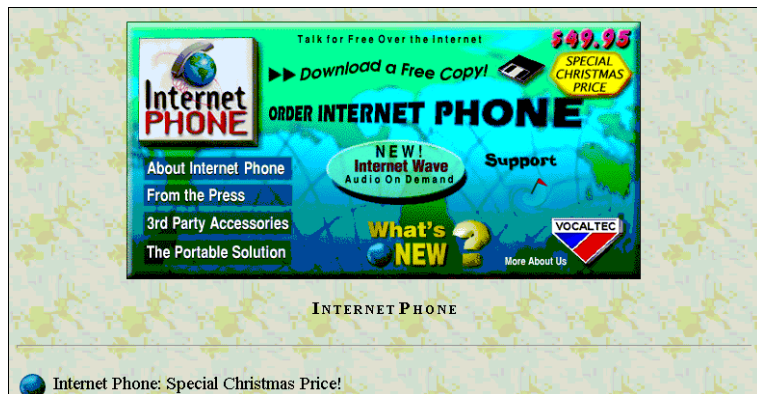 Talk for Free Over the Internet
$49.95
Download a Free Copy!
SPECIAL
CHRISTMAS
PRICE
Internet
PHONE
ORDER INTERNET PHONE
NEW!
Internet Wave
Audio On Demand
Support
About Internet Phone
From the Press
3rd Party Accessories
The Portable Solution
What's
NEW
?
VOCALTEC
More About Us
INTERNET PHONE
Internet Phone: Special Christmas Price!